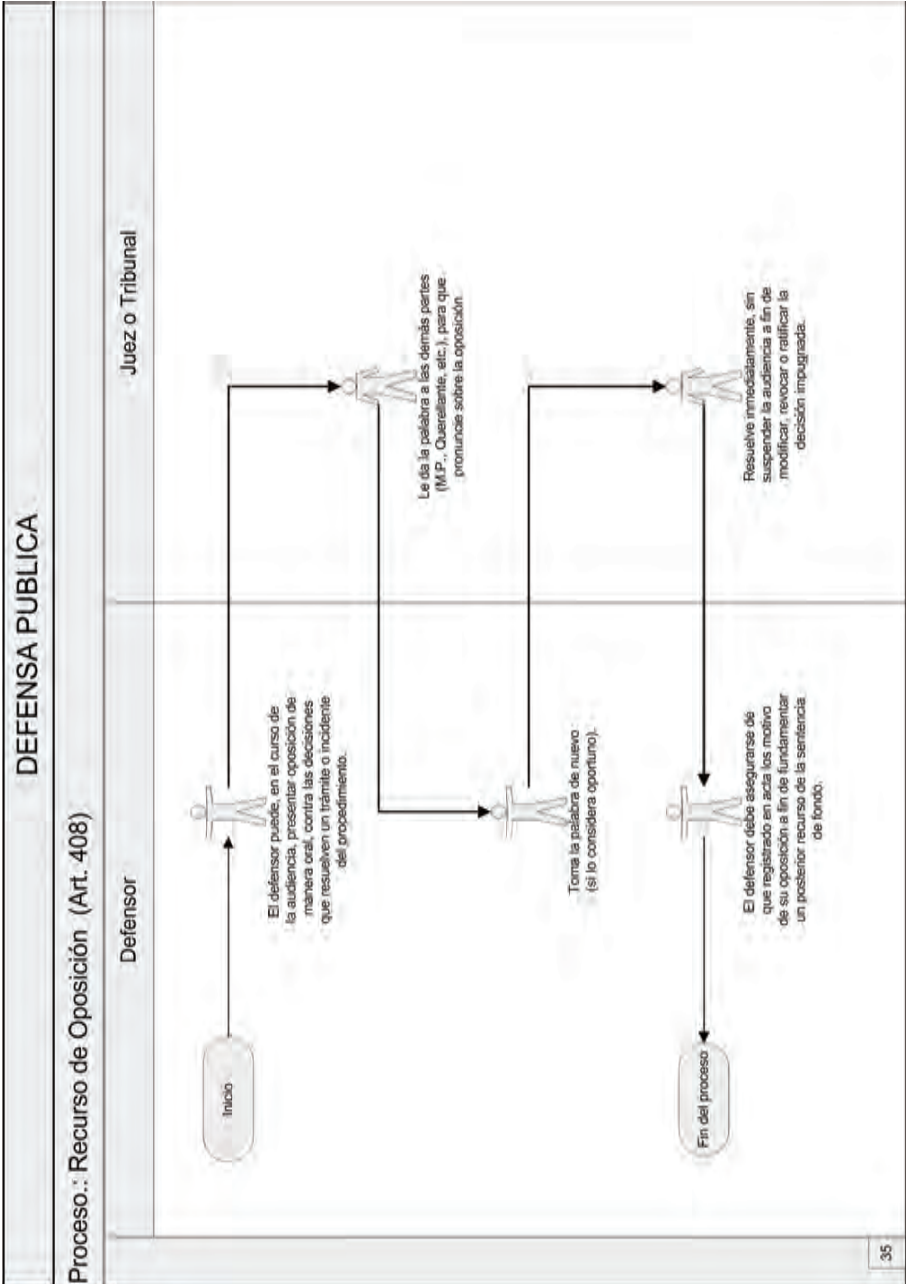 DEFENSA PUBLICA
Proceso.: Recurso de Oposición (Art. 408)
Defensor
Juez o Tribunal
Inicio
El defensor puede, en el curso de
la audiencia, presentar oposición de
manera oral, contra las decisiones
que resuelven un trámite o incidente
del procedimiento.
Le da la palabra a las demás partes
(M.P., Querellante, etc.), para que
pronuncie sobre la oposición.
Toma la palabra de nuevo
(si lo considera oportuno).
Resuelve inmediatamente, sin
suspender la audiencia a fin de
modificar, revocar o ratificar la
decisión impugnada.
El defensor debe asegurarse de
que registrado en acta los motivo
de su oposición a fin de fundamentar
un posterior recurso de la sentencia
de fondo.
Fin del proceso
35